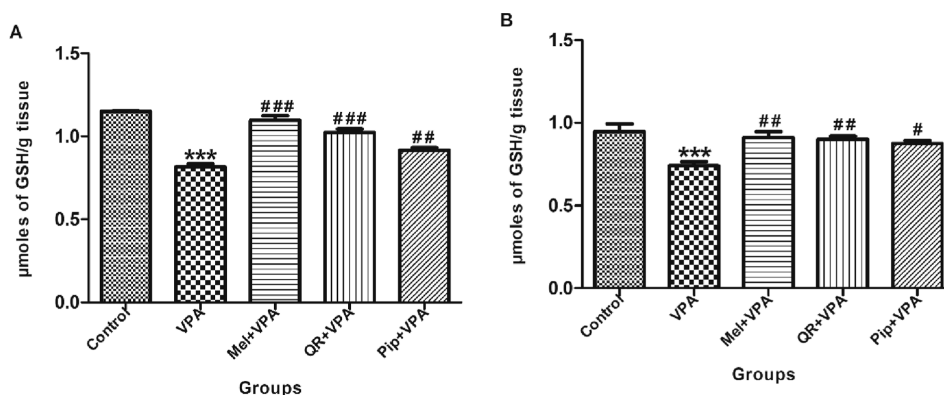 A
μmoles of GSH/g tissue
1.5
1.0
0.5
0.0
***
###
###
##
Control
VPA
Mel+VPA
QR+VPA
Pip+VPA
Groups
B
μmoles of GSH/g tissue
1.5
1.0
0.5
0.0
***
##
##
#
Control
VPA
Mel+VPA
QR+VPA
Pip+VPA
Groups